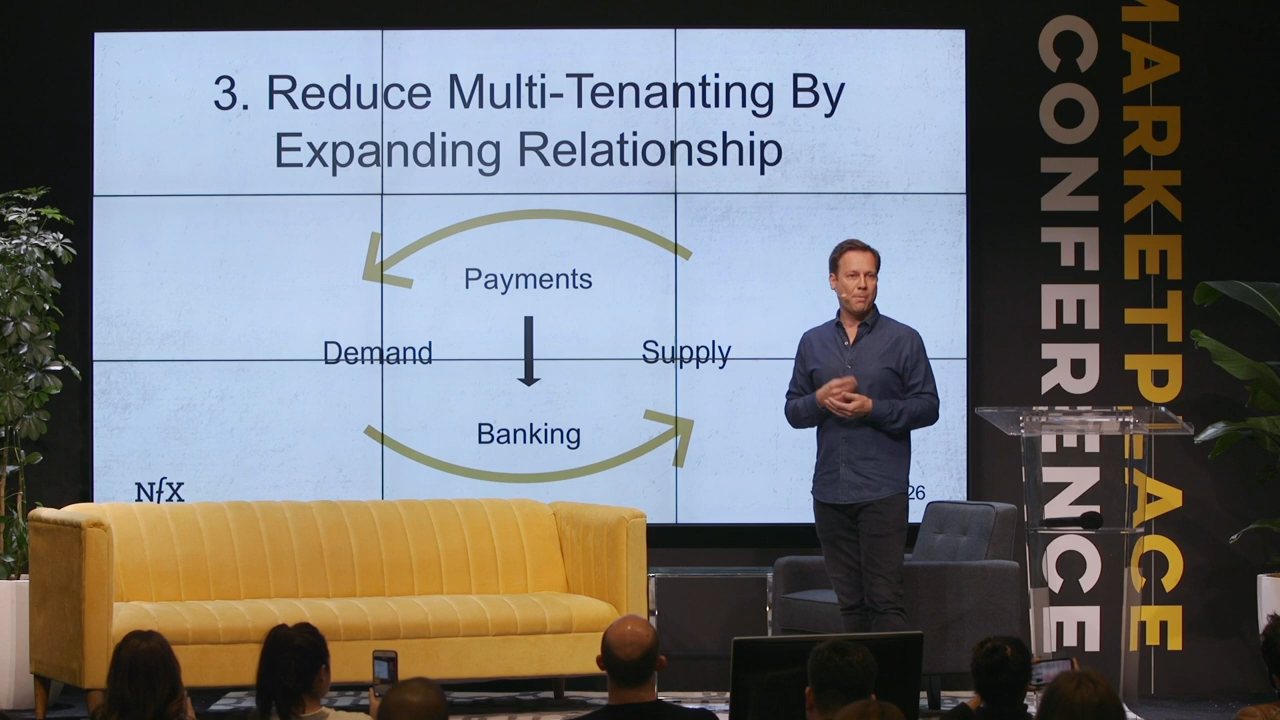 3. Reduce Multi-Tenanting By
Expanding Relationship
Payments
Demand
Supply
Banking
NfX
26
MARKETPLACE
CONFERENCE